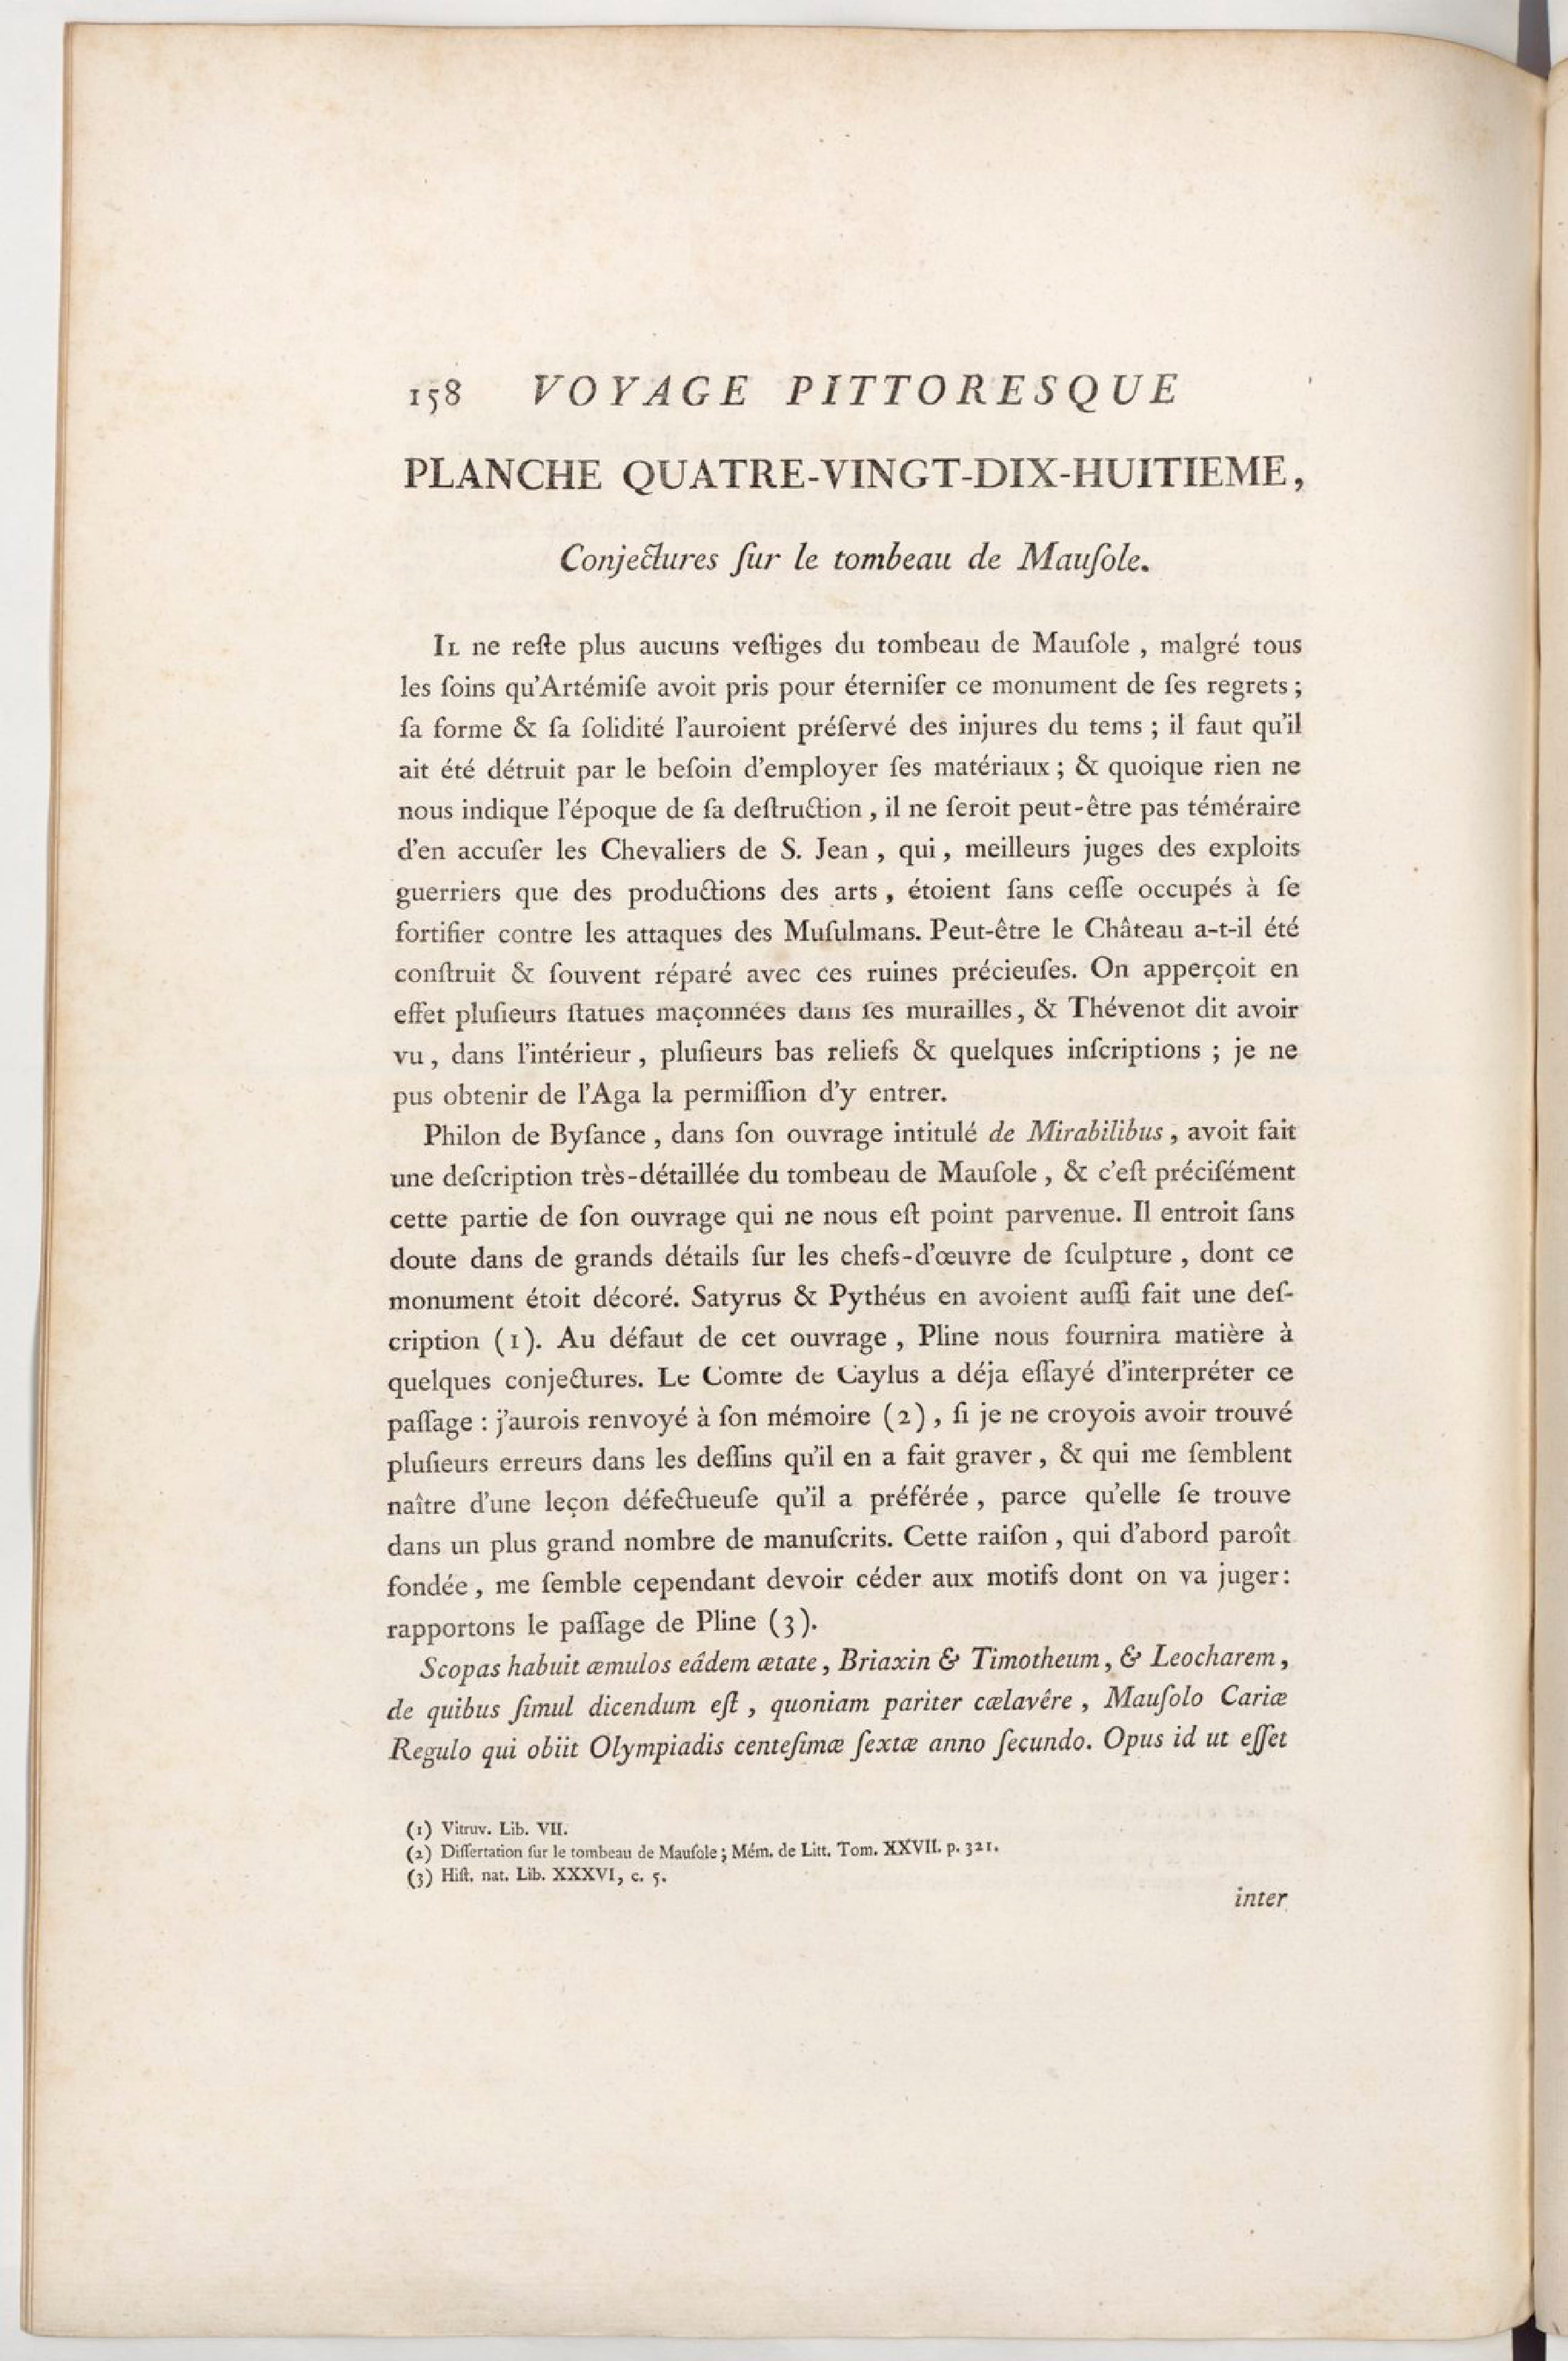 158 VOYAGE PITTORESQUE
PLANCHE QUATRE-VINGT-DIX-HUITIEME,
Conjectures ſur le tombeau de Mauſole.
IL ne reſte plus aucuns veſtiges du tombeau de Mauſole , malgré tous
les ſoins qu'Artémiſe avoit pris pour éterniſer ce monument de ſes regrets ;
ſa forme & ſa ſolidité l'auroient préſervé des injures du tems ; il faut qu'il
ait été détruit par le beſoin d'employer ſes matériaux ; & quoique rien ne
nous indique l'époque de ſa deſtruction , il ne ſeroit peut-être pas téméraire
d'en accuſer les Chevaliers de S. Jean , qui , meilleurs juges des exploits
guerriers que des productions des arts , étoient ſans ceſſe occupés à ſe
fortifier contre les attaques des Muſulmans. Peut-être le Château a-t-il été
conſtruit & ſouvent réparé avec ces ruines précieuſes. On apperçoit en
effet pluſieurs ſtatues maçonnées dans ſes murailles , & Thévenot dit avoir
vu , dans l'intérieur , pluſieurs bas reliefs & quelques inſcriptions ; je ne
pus obtenir de l'Aga la permiſſion d'y entrer.
Philon de Byſance , dans ſon ouvrage intitulé de Mirabilibus , avoit fait
une deſcription très-détaillée du tombeau de Mauſole , & c'eſt préciſément
cette partie de ſon ouvrage qui ne nous eſt point parvenue. Il entroit ſans
doute dans de grands détails ſur les chefs-d'œuvre de ſculpture , dont ce
monument étoit décoré. Satyrus & Pythéus en avoient auſſi fait une deſ-
cription (1). Au défaut de cet ouvrage , Pline nous fournira matière à
quelques conjectures. Le Comte de Caylus a déja eſſayé d'interpréter ce
paſſage : j'aurois renvoyé à ſon mémoire (2) , ſi je ne croyois avoir trouvé
pluſieurs erreurs dans les deſſins qu'il en a fait graver , & qui me ſemblent
naître d'une leçon défectueuſe qu'il a préférée , parce qu'elle ſe trouve
dans un plus grand nombre de manuſcrits. Cette raiſon , qui d'abord paroît
fondée , me ſemble cependant devoir céder aux motifs dont on va juger :
rapportons le paſſage de Pline (3).
Scopas habuit æmulos eâdem ætate , Briaxin & Timotheum , & Leocharem ,
de quibus ſimul dicendum eſt , quoniam pariter cælavêre , Mauſolo Cariæ
Regulo qui obiit Olympiadis centeſimæ ſextæ anno ſecundo. Opus id ut eſſet
(1) Vitruv. Lib. VII.
(2) Diſſertation ſur le tombeau de Mauſole ; Mém. de Litt. Tom. XXVII. p. 321.
(3) Hiſt. nat. Lib. XXXVI, c. 5.
inter